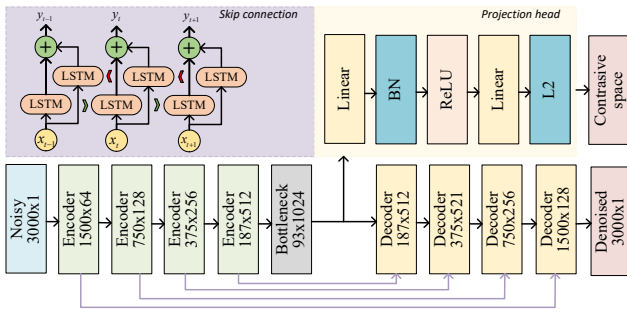 Skip connection
Projection head
y_{t-1} y_t y_{t+1}
+ + +
LSTM LSTM LSTM
LSTM LSTM LSTM
x_{t-1} x_t x_{t+1}
Linear
BN
ReLU
Linear
L2
Contrasive
space
Noisy
3000x1
Encoder
1500x64
Encoder
750x128
Encoder
375x256
Encoder
187x512
Bottleneck
93x1024
Decoder
187x512
Decoder
375x521
Decoder
750x256
Decoder
1500x128
Denoised
3000x1